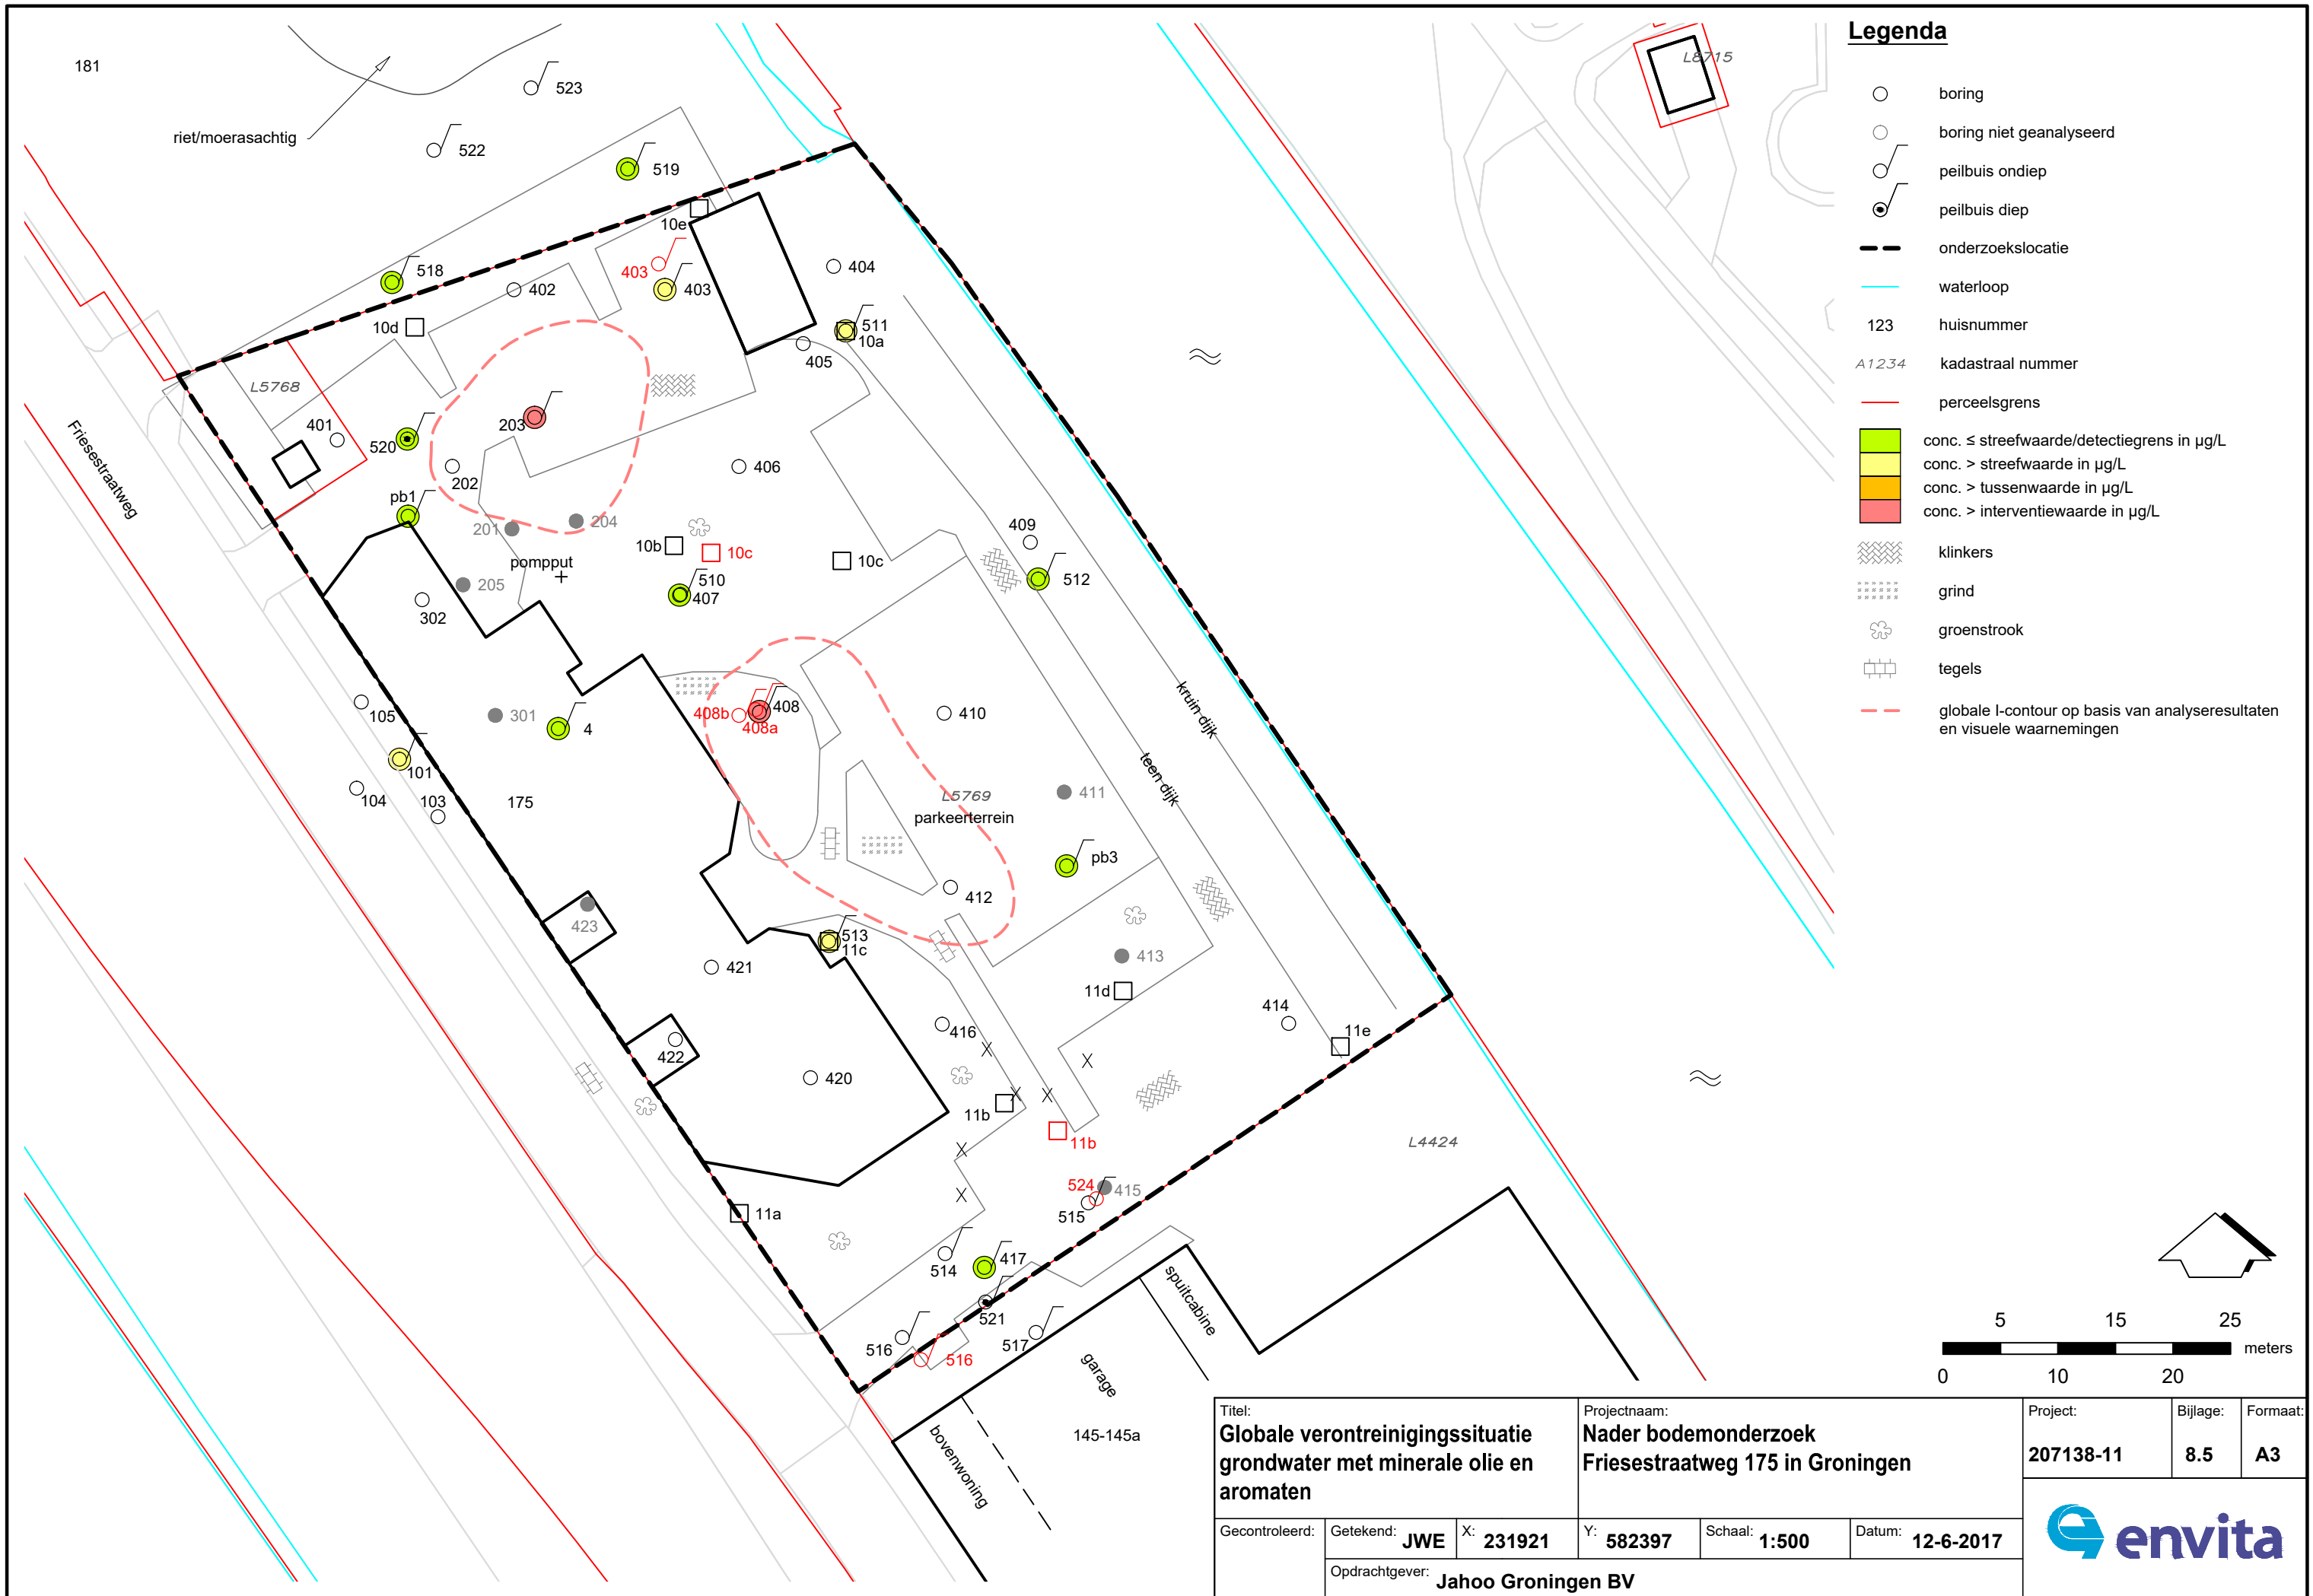 181
riet/moerasachtig
523
522
519
10e
403
403
404
518
402
10d
511
10a
405
L5768
401
520
203
202
406
pb1
201
204
Friesestraatweg
10b
10c
10c
409
pompput
205
510
407
512
302
105
301
4
408b
408
408a
410
kruin dijk
teen dijk
101
104
103
175
L5769
parkeerterrein
411
pb3
412
423
513
11c
421
413
11d
414
11e
416
422
420
11b
11b
L4424
524
415
515
11a
514
417
521
516
516
517
spuitcabine
garage
bovenwoning
145-145a
L8715
Legenda
boring
boring niet geanalyseerd
peilbuis ondiep
peilbuis diep
onderzoekslocatie
waterloop
123 huisnummer
A1234 kadastraal nummer
perceelsgrens
conc. ≤ streefwaarde/detectiegrens in µg/L
conc. > streefwaarde in µg/L
conc. > tussenwaarde in µg/L
conc. > interventiewaarde in µg/L
klinkers
grind
groenstrook
tegels
globale I-contour op basis van analyseresultaten
en visuele waarnemingen
5 15 25
meters
0 10 20
Titel:
Globale verontreinigingssituatie
grondwater met minerale olie en
aromaten
Projectnaam:
Nader bodemonderzoek
Friesestraatweg 175 in Groningen
Project:
207138-11
Bijlage:
8.5
Formaat:
A3
Gecontroleerd:
Getekend: JWE
X: 231921
Y: 582397
Schaal: 1:500
Datum: 12-6-2017
Opdrachtgever: Jahoo Groningen BV
envita